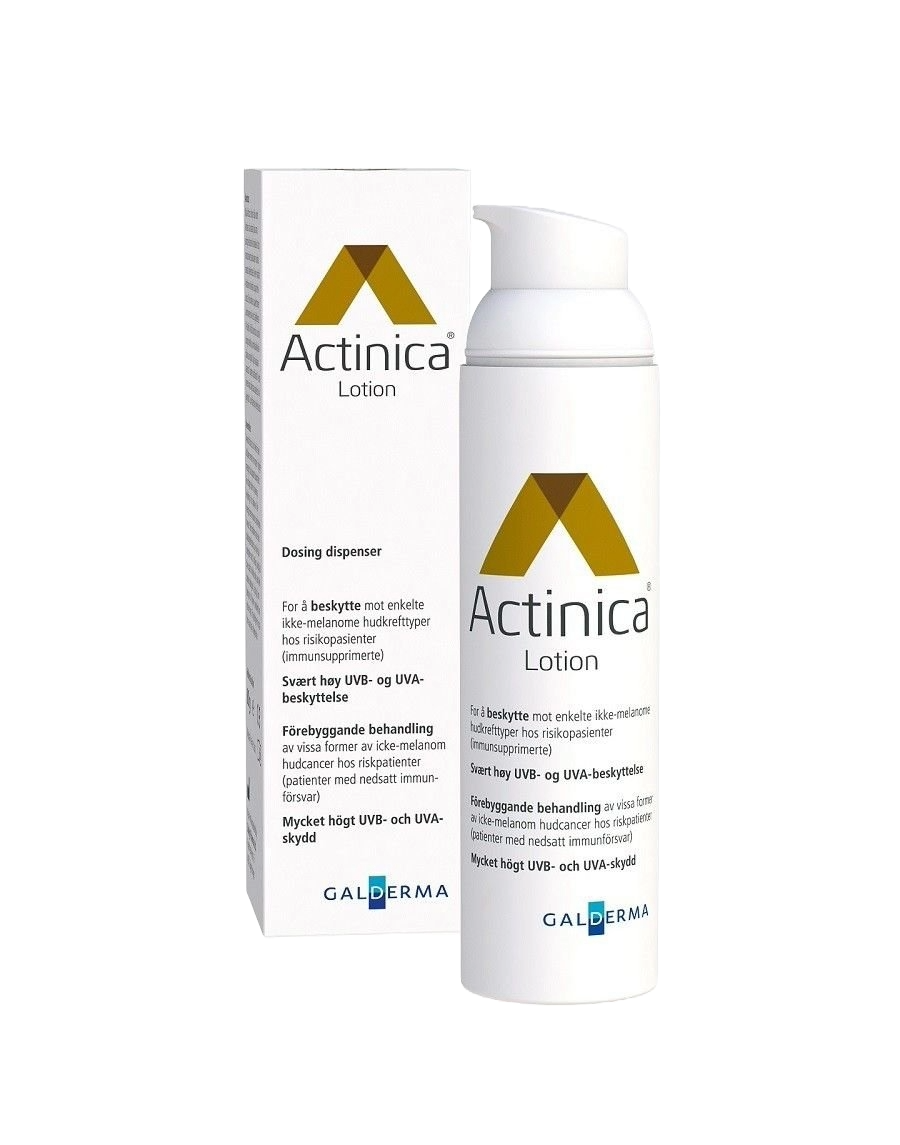 Actinica®
Lotion
Dosing dispenser
For å beskytte mot enkelte
ikke-melanome hudkrefttyper
hos risikopasienter
(immunsupprimerte)
Svært høy UVB- og UVA-
beskyttelse
Förebyggande behandling
av vissa former av icke-melanom
hudcancer hos riskpatienter
(patienter med nedsatt immun-
försvar)
Mycket högt UVB- och UVA-
skydd
GALDERMA
Actinica®
Lotion
For å beskytte mot enkelte ikke-melanome
hudkrefttyper hos risikopasienter
(immunsupprimerte)
Svært høy UVB- og UVA-beskyttelse
Förebyggande behandling av vissa former
av icke-melanom hudcancer hos riskpatienter
(patienter med nedsatt immunförsvar)
Mycket högt UVB- och UVA-skydd
GALDERMA